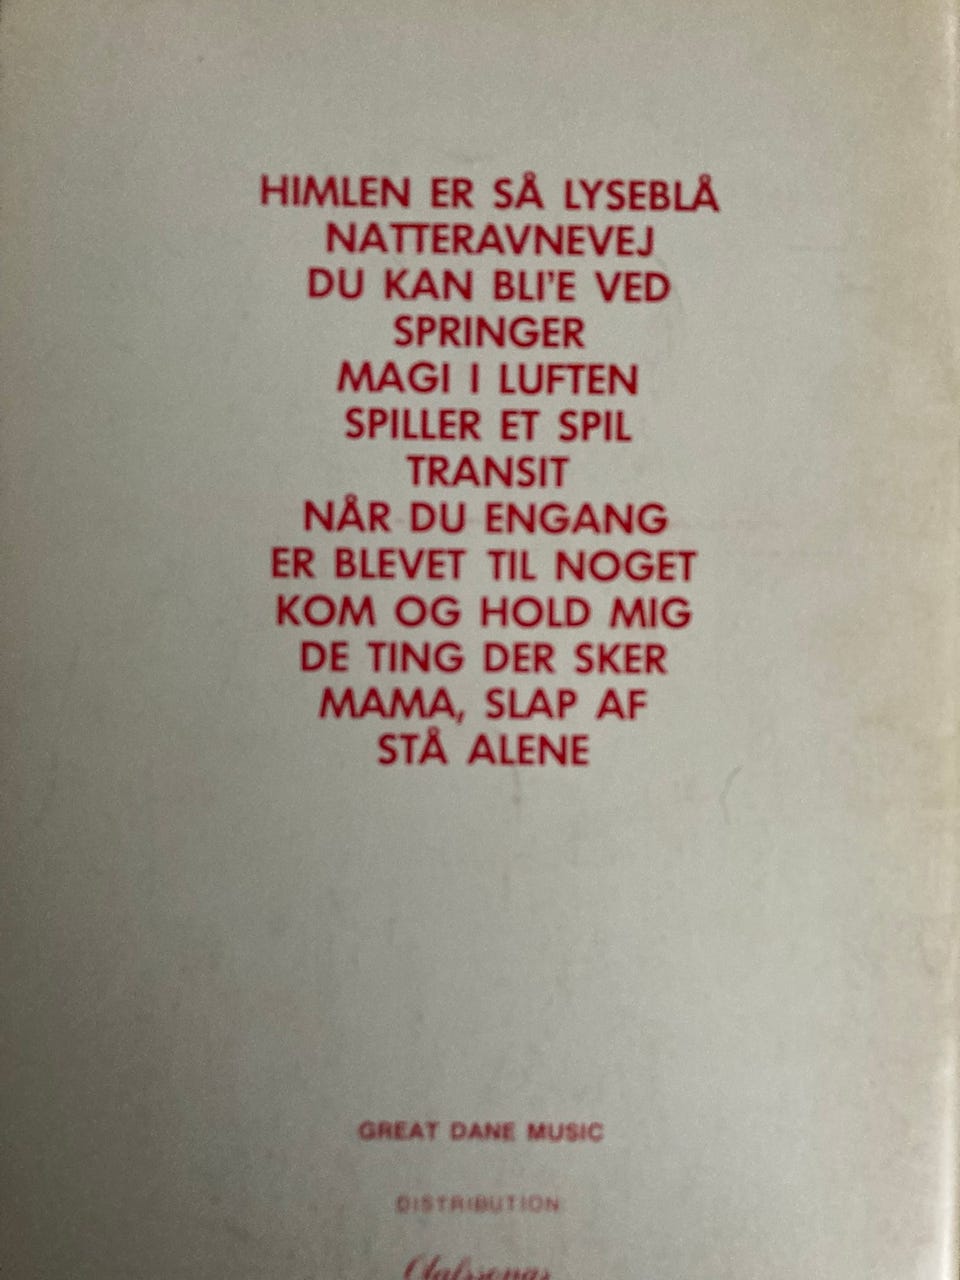 HIMLEN ER SÅ LYSEBLÅ
NATTERAVNEVEJ
DU KAN BLI'E VED
SPRINGER
MAGI I LUFTEN
SPILLER ET SPIL
TRANSIT
NÅR DU ENGANG
ER BLEVET TIL NOGET
KOM OG HOLD MIG
DE TING DER SKER
MAMA, SLAP AF
STÅ ALENE
GREAT DANE MUSIC
DISTRIBUTION